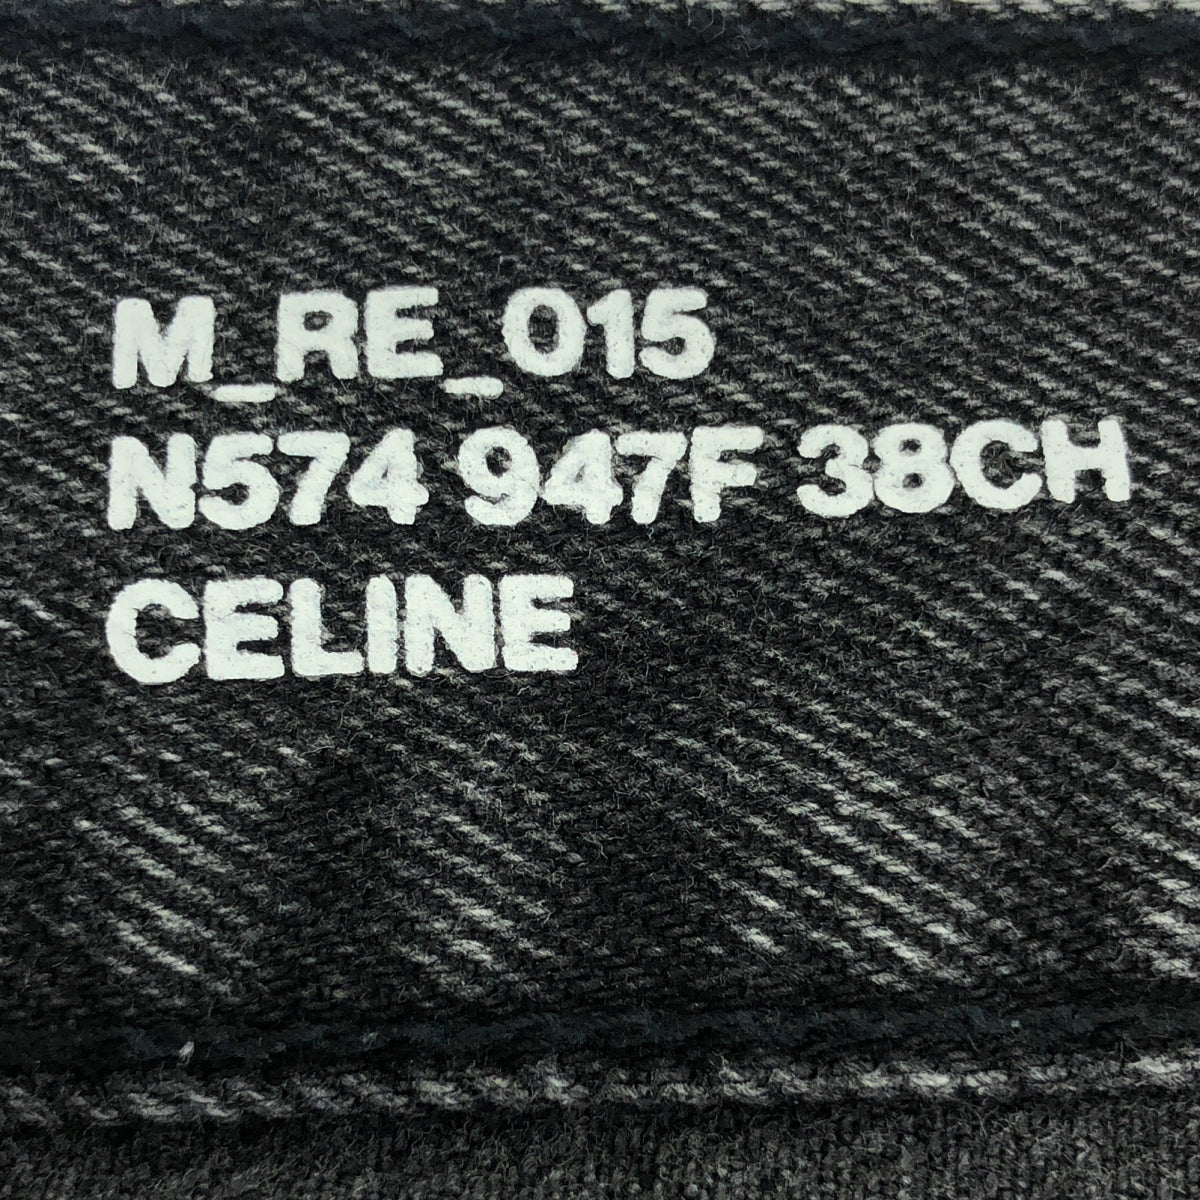 M_RE_015
N574 947F 38CH
CELINE